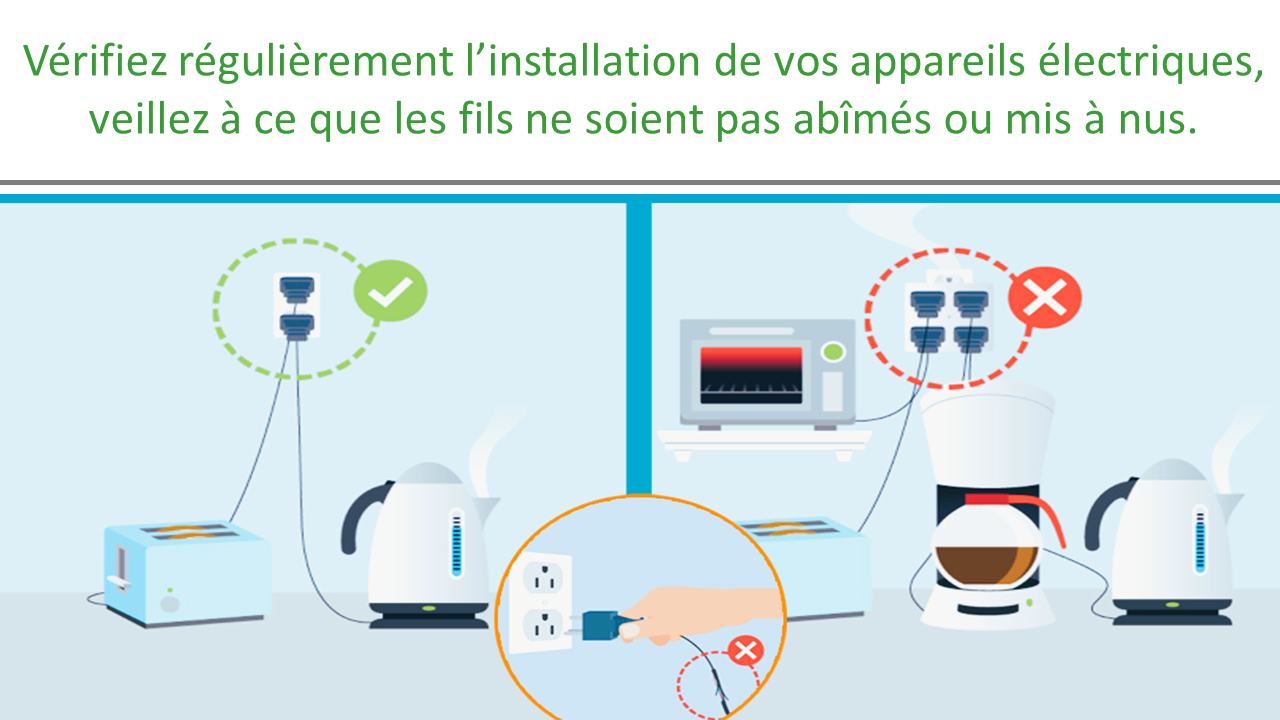 Vérifiez régulièrement l’installation de vos appareils électriques,
veillez à ce que les fils ne soient pas abîmés ou mis à nus.